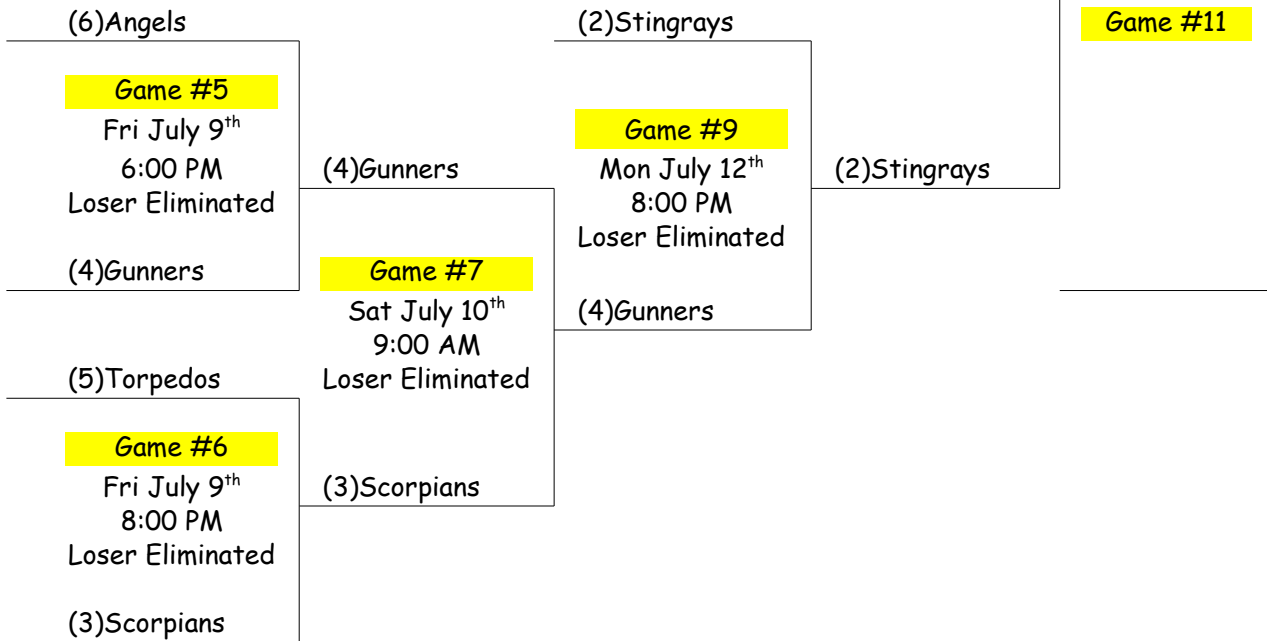 (6)Angels
Game #5
Fri July 9th
6:00 PM
Loser Eliminated
(4)Gunners
(5)Torpedos
Game #6
Fri July 9th
8:00 PM
Loser Eliminated
(3)Scorpians
(4)Gunners
Game #7
Sat July 10th
9:00 AM
Loser Eliminated
(3)Scorpians
(2)Stingrays
Game #9
Mon July 12th
8:00 PM
Loser Eliminated
(4)Gunners
(2)Stingrays
Game #11